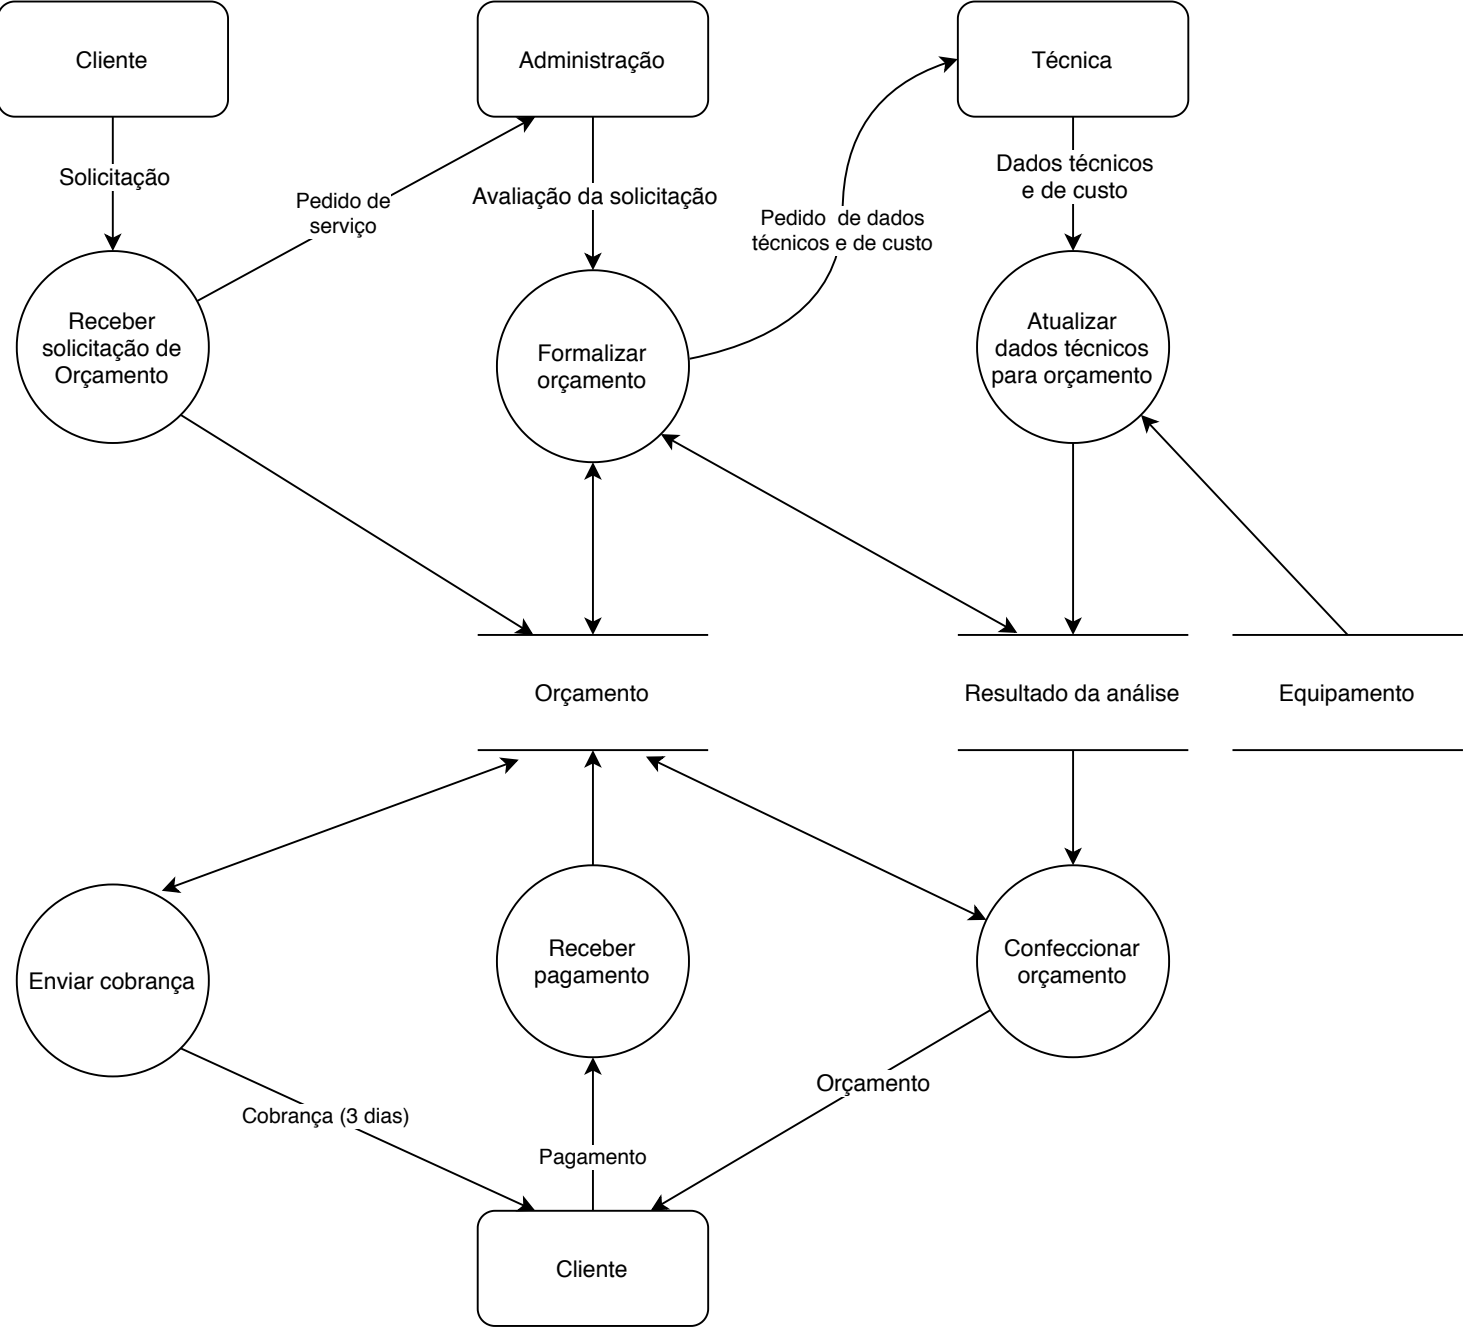 Cliente
Administração
Técnica
Solicitação
Pedido de
serviço
Avaliação da solicitação
Pedido de dados
técnicos e de custo
Dados técnicos
e de custo
Receber
solicitação de
Orçamento
Formalizar
orçamento
Atualizar
dados técnicos
para orçamento
Orçamento
Resultado da análise
Equipamento
Enviar cobrança
Receber
pagamento
Confeccionar
orçamento
Cobrança (3 dias)
Pagamento
Orçamento
Cliente